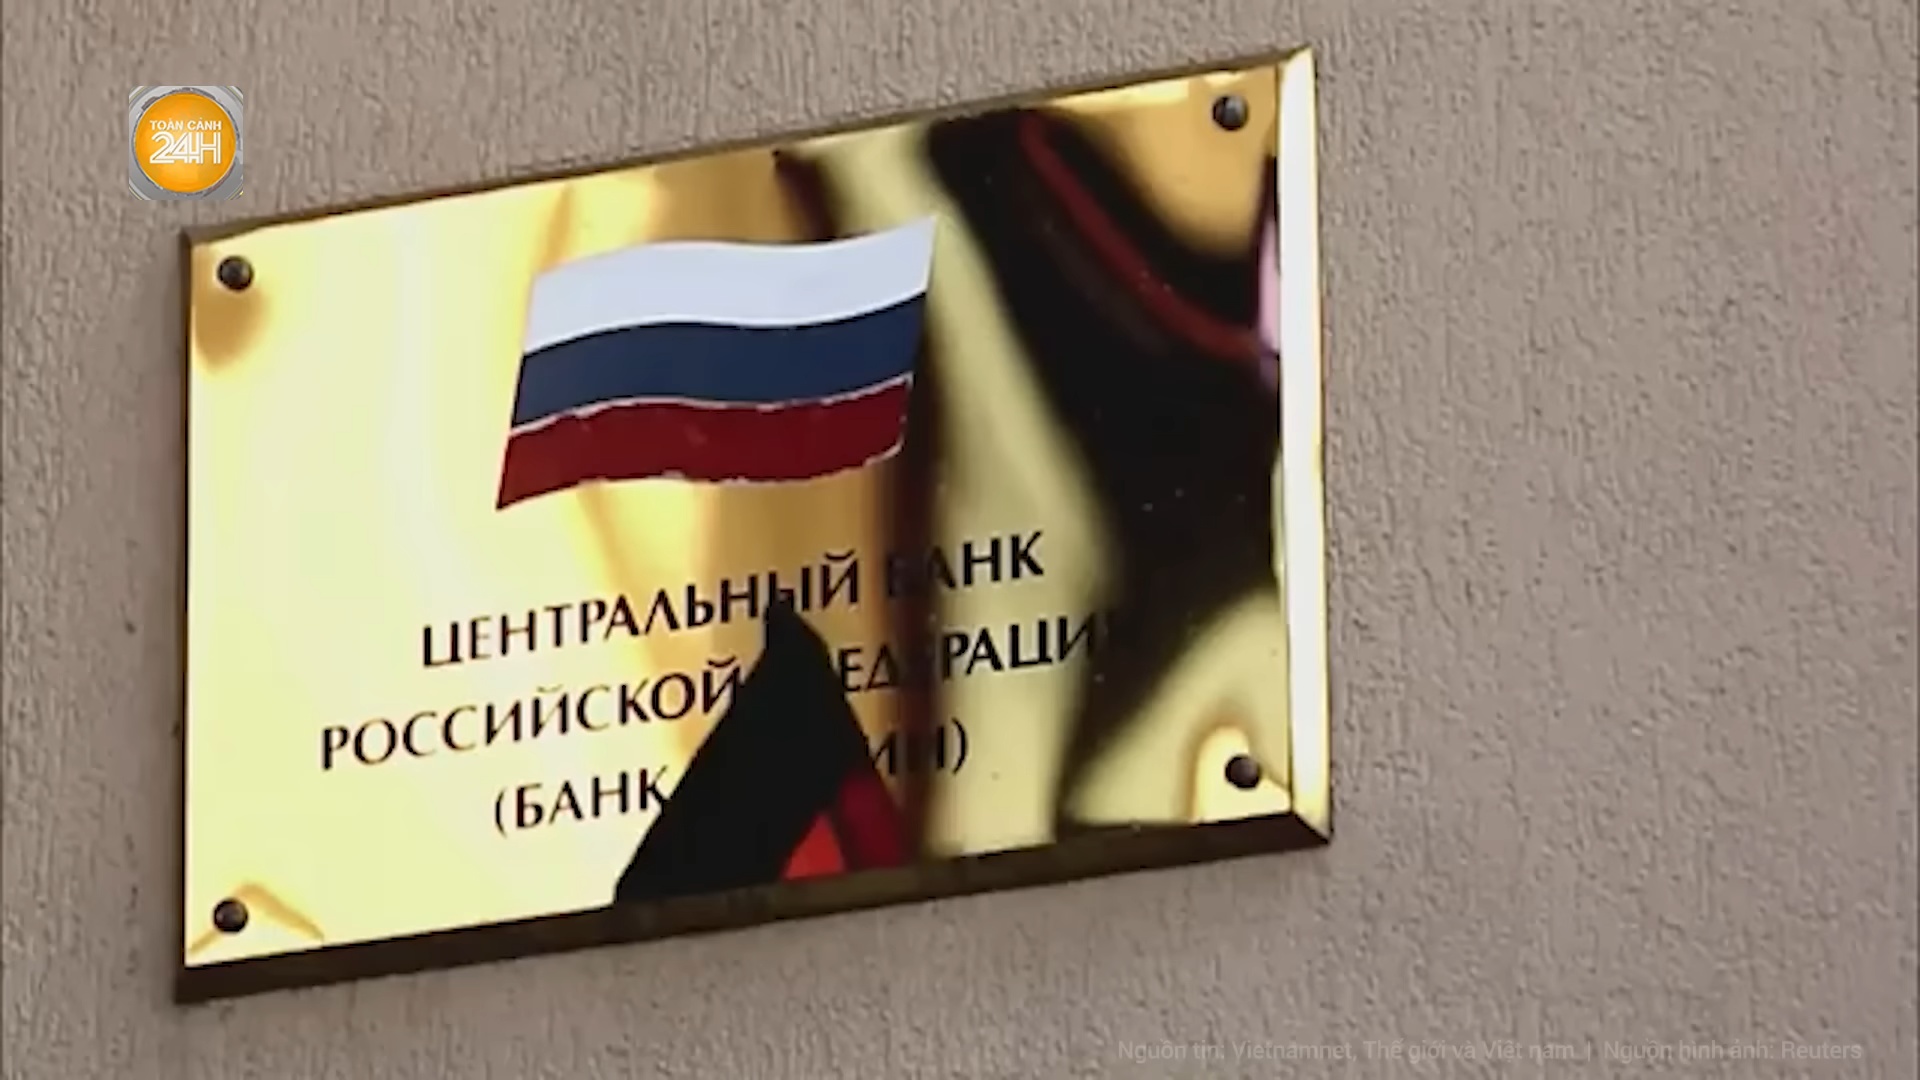 TOÀN CẢNH
24H
ЦЕНТРАЛЬНЫЙ БАНК
РОССИЙСКОЙ ФЕДЕРАЦИИ
(БАНК
Nguồn tin: Vietnamnet, Thế giới và Việt nam | Nguồn hình ảnh: Reuters